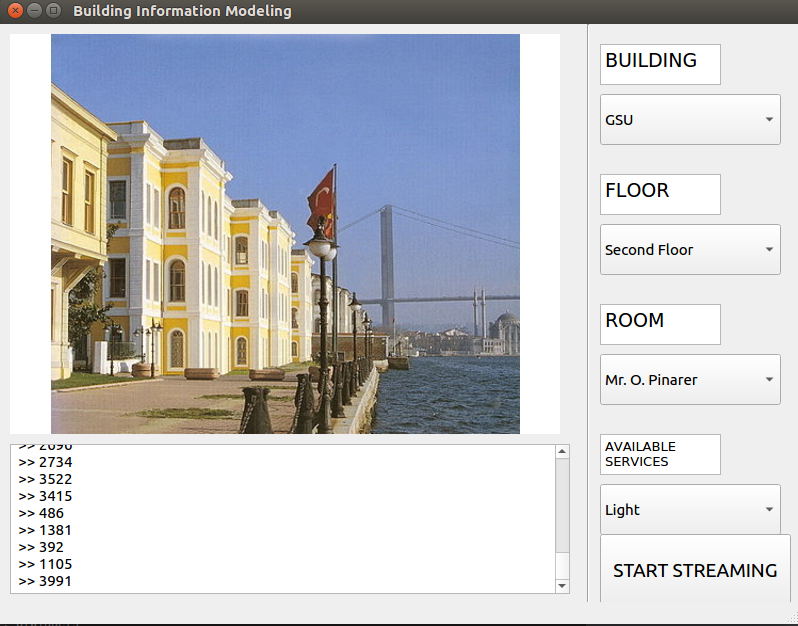 Building Information Modeling
BUILDING
GSU
FLOOR
Second Floor
ROOM
Mr. O. Pinarer
AVAILABLE
SERVICES
Light
START STREAMING
>> 2690
>> 2734
>> 3522
>> 3415
>> 486
>> 1381
>> 392
>> 1105
>> 3991